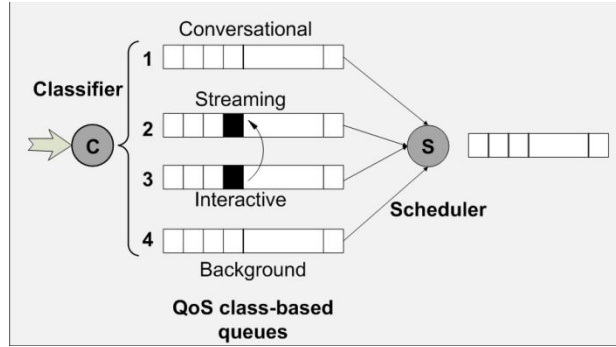 Conversational
1
Classifier
Streaming
2
C
S
3
Interactive
Scheduler
4
Background
QoS class-based
queues